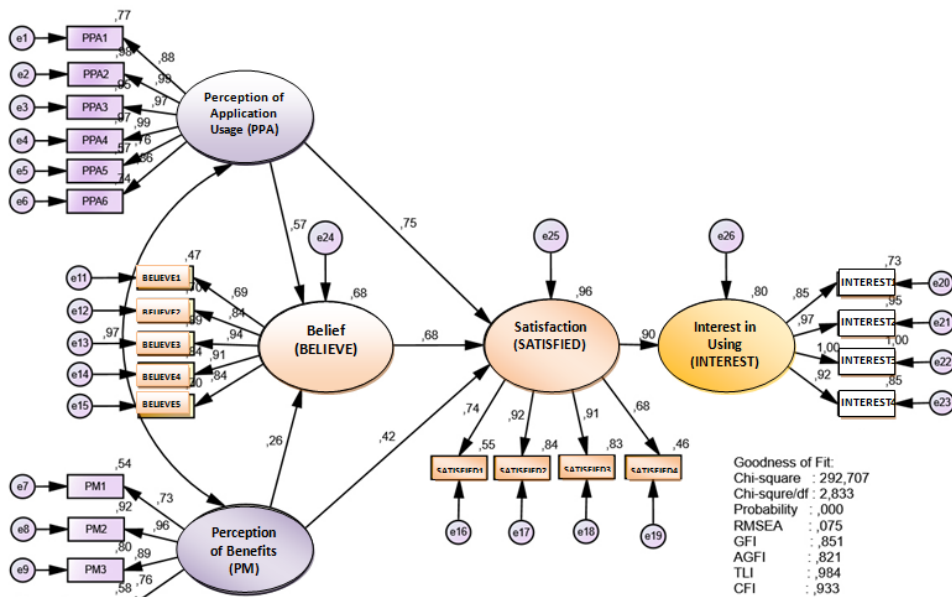 ,77
e1 PPA1
,88
,98
e2 PPA2
,99
,95
e3 PPA3
,97
,97
e4 PPA4
,99
,57
e5 PPA5
,76
,86
,74
e6 PPA6
Perception of
Application
Usage (PPA)
,57
,75
e24
e25
e26
,47
e11 BELIEVE1
,69
,70
e12 BELIEVE2
,84
e13 ,97 BELIEVE3
,94
e14 BELIEVE4
,84 ,91
e15 BELIEVE5
,84
,68
Belief
(BELIEVE)
,68
,96
Satisfaction
(SATISFIED)
,90
,80
Interest in
Using
(INTEREST)
,73
,85
e20
,95
,97
INTEREST2 e21
1,00
1,00
INTEREST3 e22
,85
,92
e23
,26
,42
,74 ,92 ,91 ,68
,55 ,84 ,83 ,46
SATISFIED1 SATISFIED2 SATISFIED3 SATISFIED4
e16 e17 e18 e19
,54
e7 PM1
,73
,92
e8 PM2
,96
,80
e9 PM3
,89
,58 ,76
Perception
of Benefits
(PM)
Goodness of Fit:
Chi-square : 292,707
Chi-squre/df : 2,833
Probability : ,000
RMSEA : ,075
GFI : ,851
AGFI : ,821
TLI : ,984
CFI : ,933